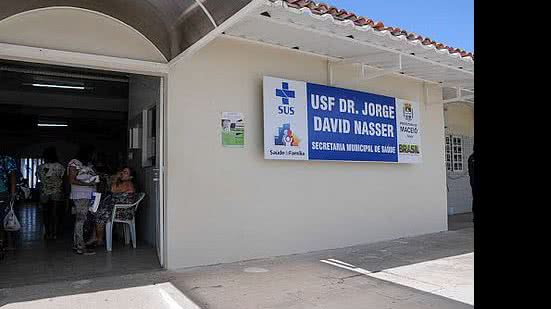 SUS
Saúde da Família
USF DR. JORGE
DAVID NASSER
SECRETARIA MUNICIPAL DE SAÚDE
MACEIÓ
BRASIL